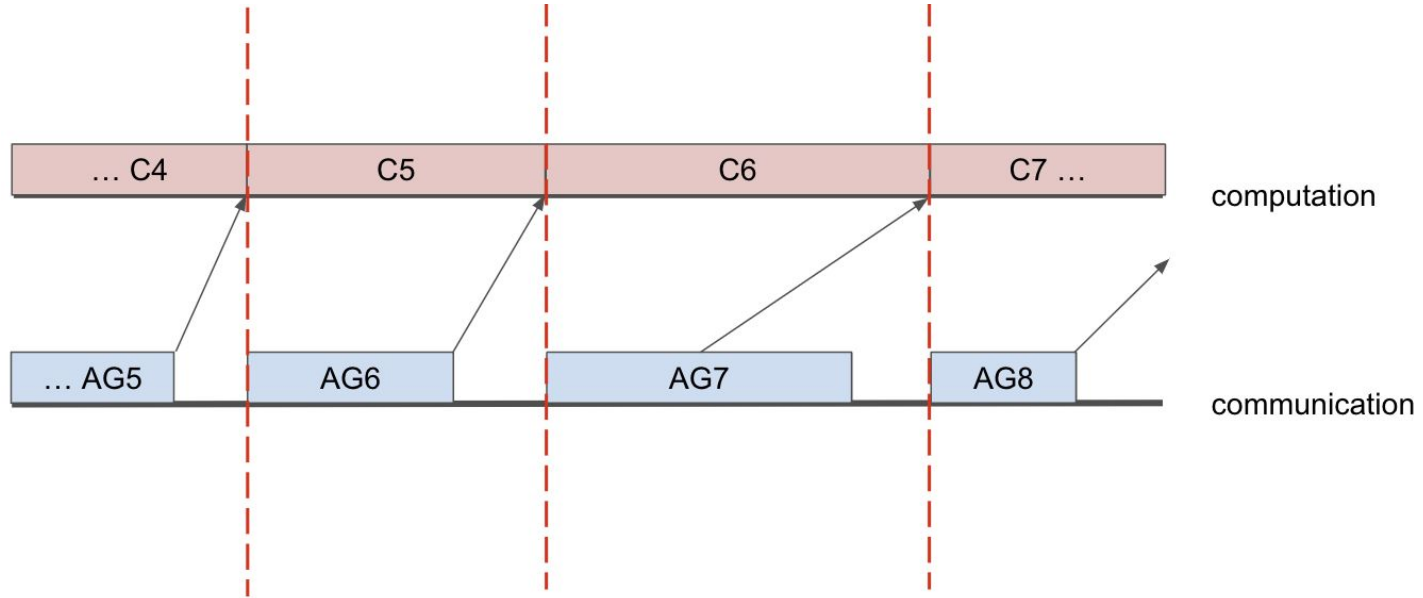 … C4
C5
C6
C7 …
computation
… AG5
AG6
AG7
AG8
communication